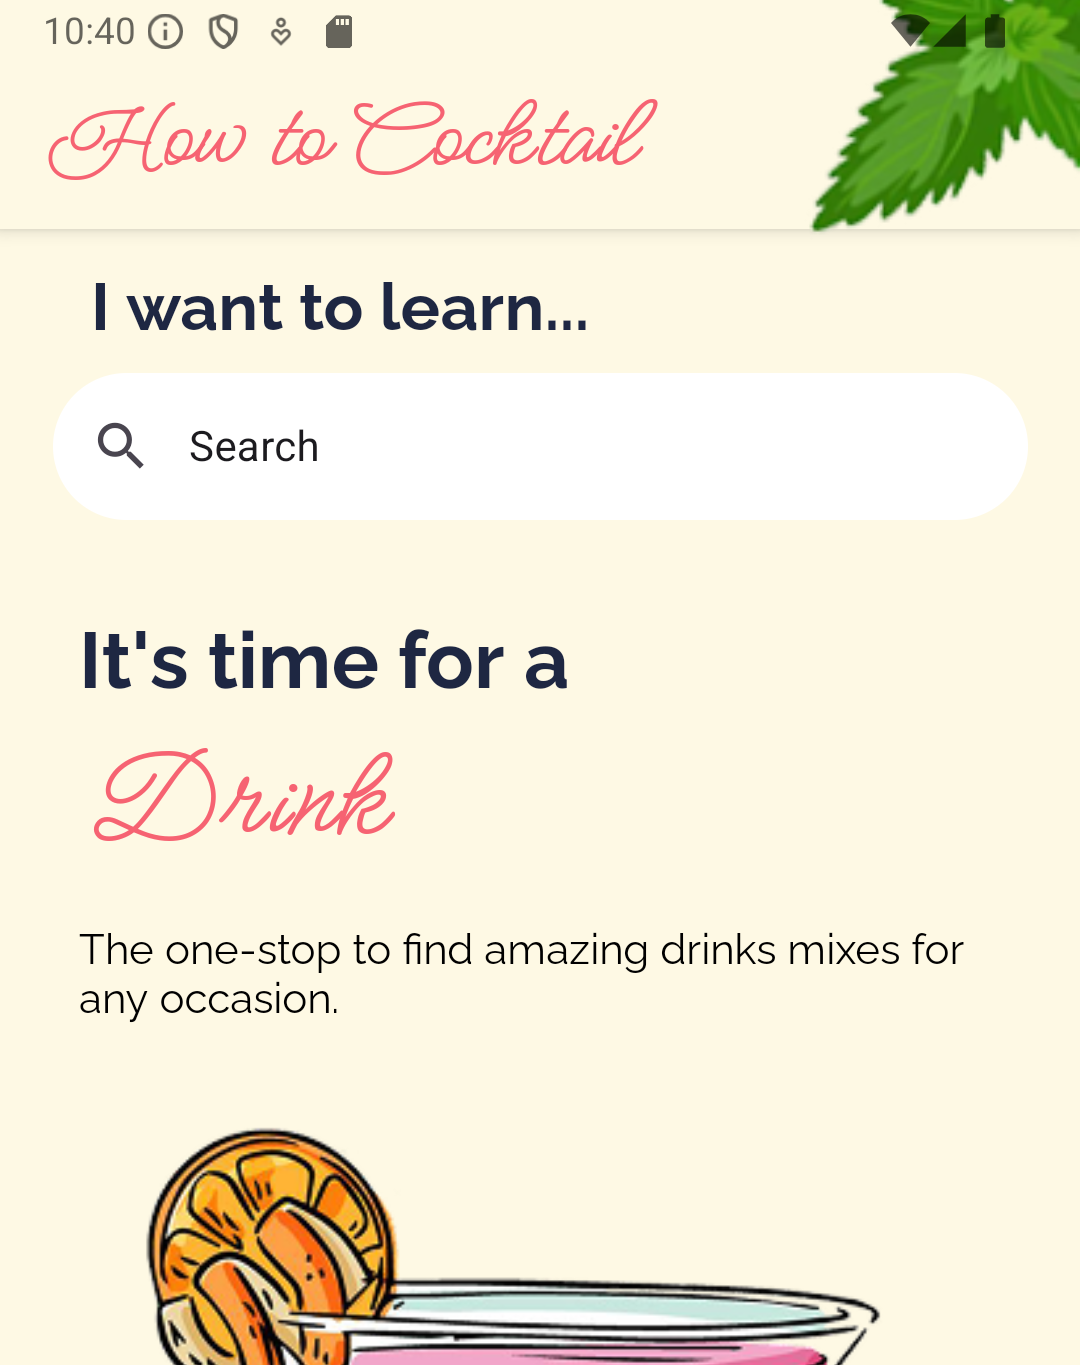 10:40
How to Cocktail
I want to learn...
Search
It's time for a
Drink
The one-stop to find amazing drinks mixes for
any occasion.